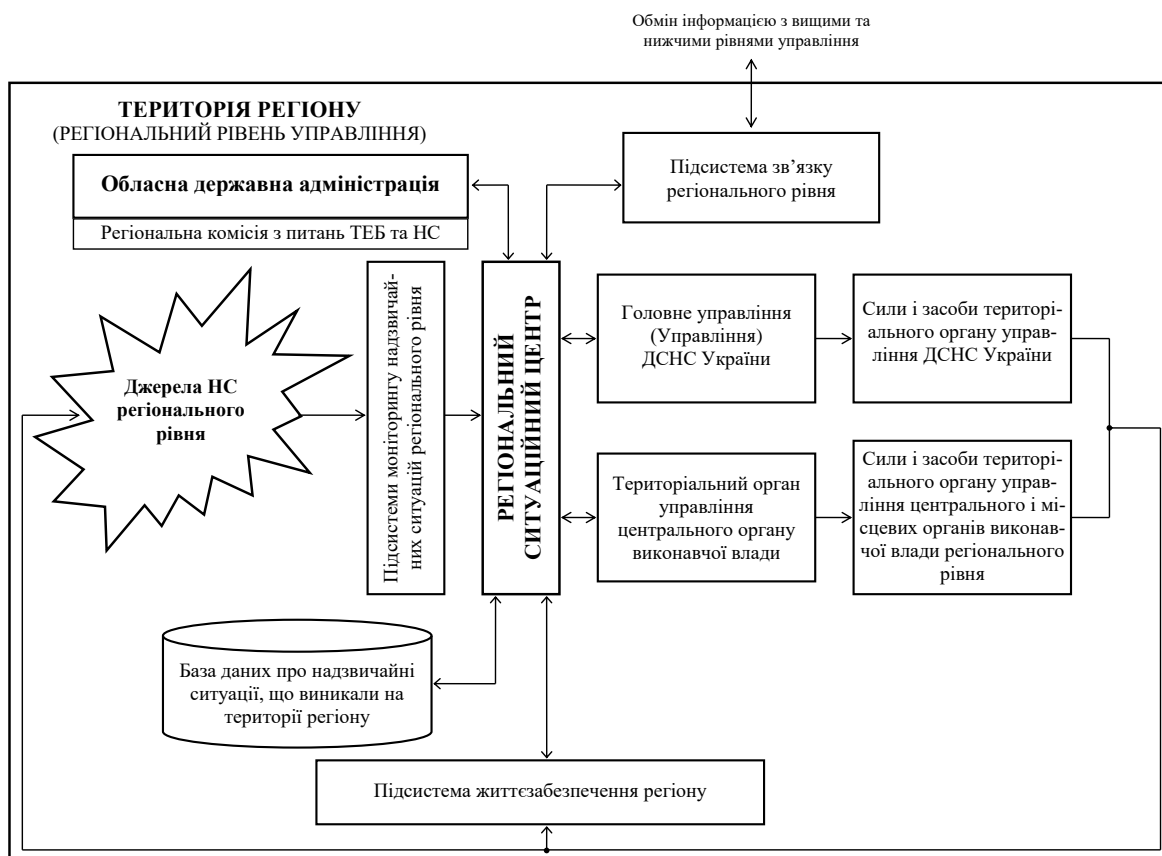 Обмін інформацією з вищими та
нижчими рівнями управління
ТЕРИТОРІЯ РЕГІОНУ
(РЕГІОНАЛЬНИЙ РІВЕНЬ УПРАВЛІННЯ)
Обласна державна адміністрація
Регіональна комісія з питань ТЕБ та НС
Підсистема зв’язку
регіонального рівня
Джерела НС
регіонального
рівня
Підсистеми моніторингу надзвичай-
них ситуацій регіонального рівня
РЕГІОНАЛЬНИЙ
СИТУАЦІЙНИЙ ЦЕНТР
Головне управління
(Управління)
ДСНС України
Сили і засоби територі-
ального органу управ-
ління ДСНС України
Територіальний орган
управління
центрального органу
виконавчої влади
Сили і засоби територі-
ального органу управ-
ління центрального і мі-
сцевих органів виконав-
чої влади регіонального
рівня
База даних про надзвичайні
ситуації, що виникали на
території регіону
Підсистема життєзабезпечення регіону